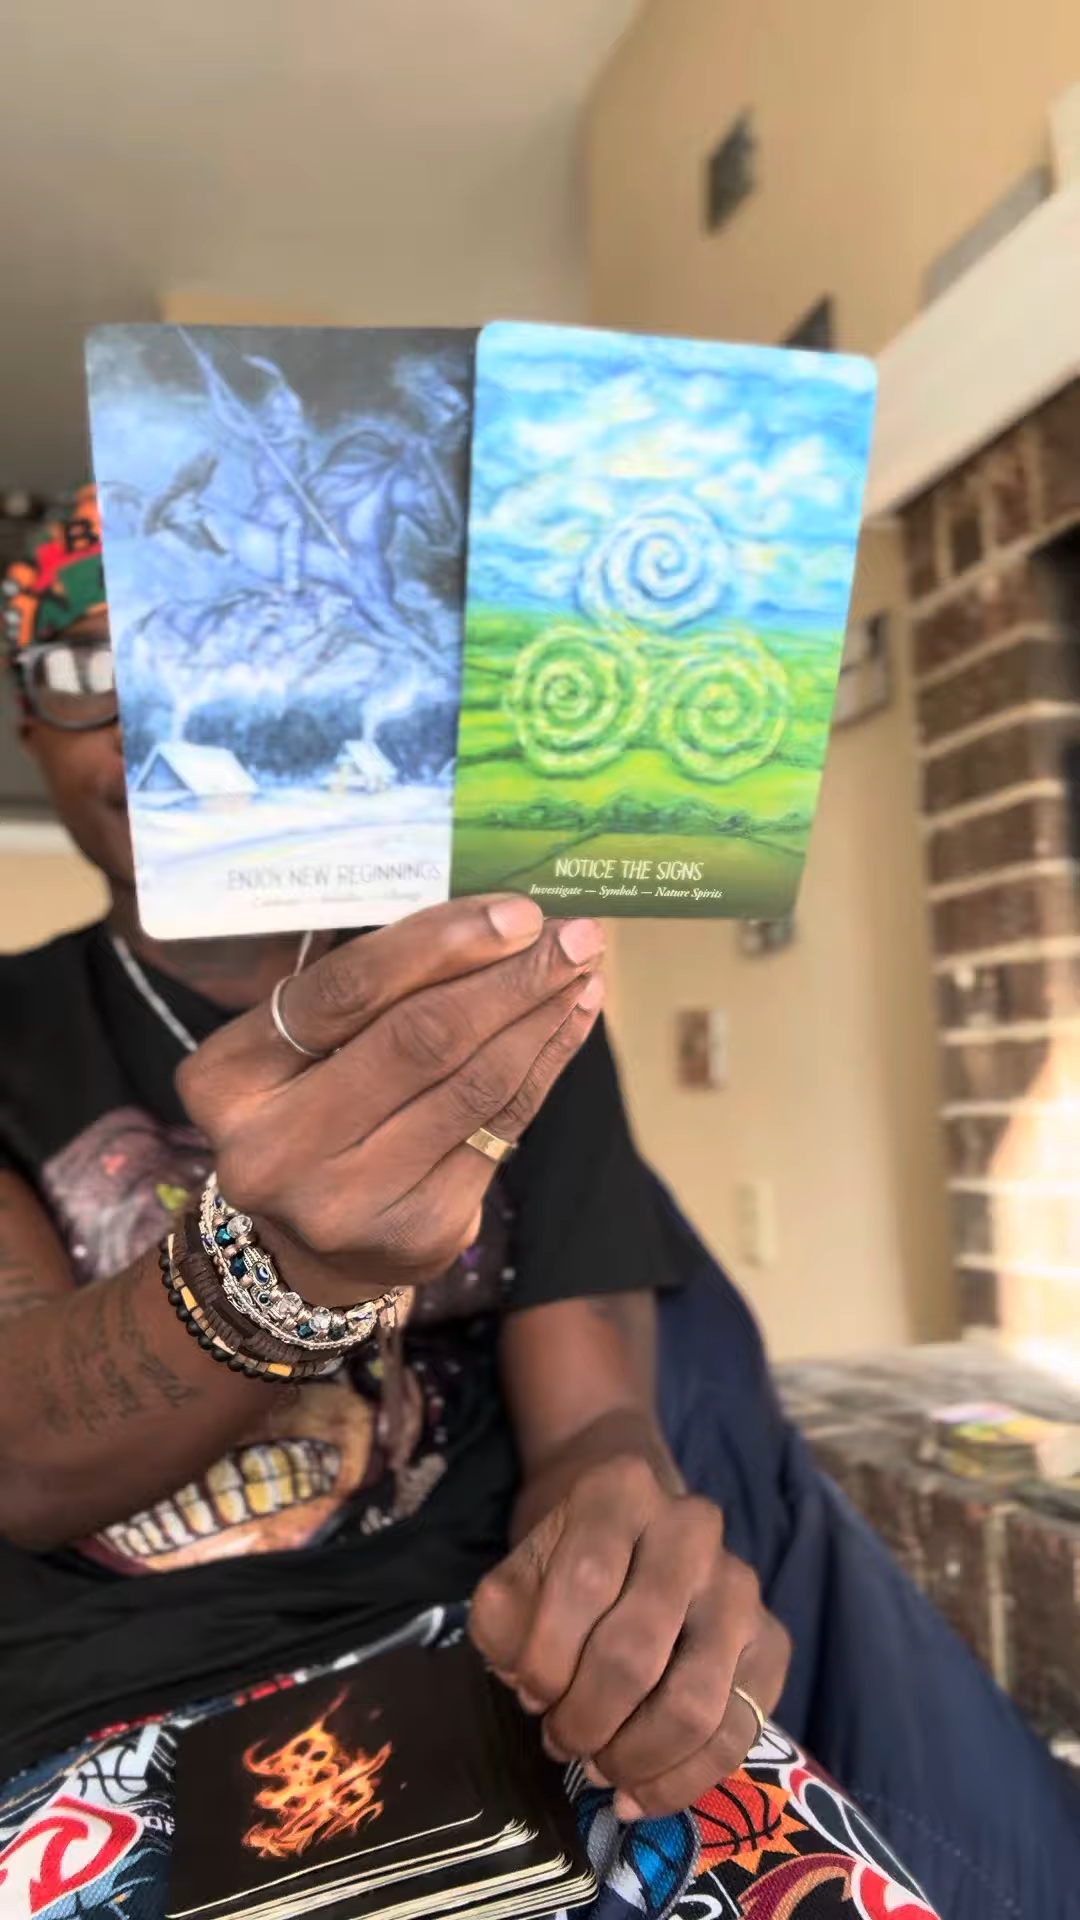 ENJOY NEW BEGINNINGS
NOTICE THE SIGNS
Investigate — Symbols — Nature Spirits